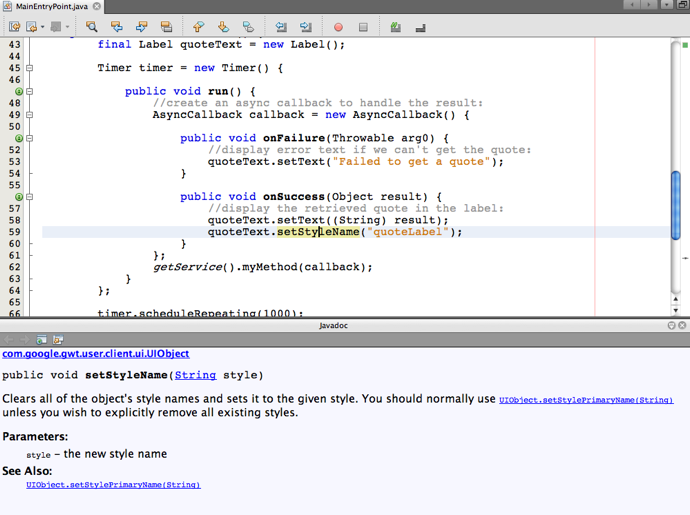 MainEntryPoint.java
43 final Label quoteText = new Label();
44
45 Timer timer = new Timer() {
46
public void run() {
48 //create an async callback to handle the result:
49 AsyncCallback callback = new AsyncCallback() {
50
public void onFailure(Throwable arg0) {
52 //display error text if we can't get the quote:
53 quoteText.setText("Failed to get a quote");
54 }
55
public void onSuccess(Object result) {
57 //display the retrieved quote in the label:
58 quoteText.setText((String) result);
59 quoteText.setStyleName("quoteLabel");
60 }
61 };
62 getService().myMethod(callback);
63 }
64 };
65
66 timer.scheduleRepeating(1000);
Javadoc
com.google.gwt.user.client.ui.UIObject
public void setStyleName(String style)
Clears all of the object's style names and sets it to the given style. You should normally use UIObject.setStylePrimaryName(String)
unless you wish to explicitly remove all existing styles.
Parameters:
style – the new style name
See Also:
UIObject.setStylePrimaryName(String)